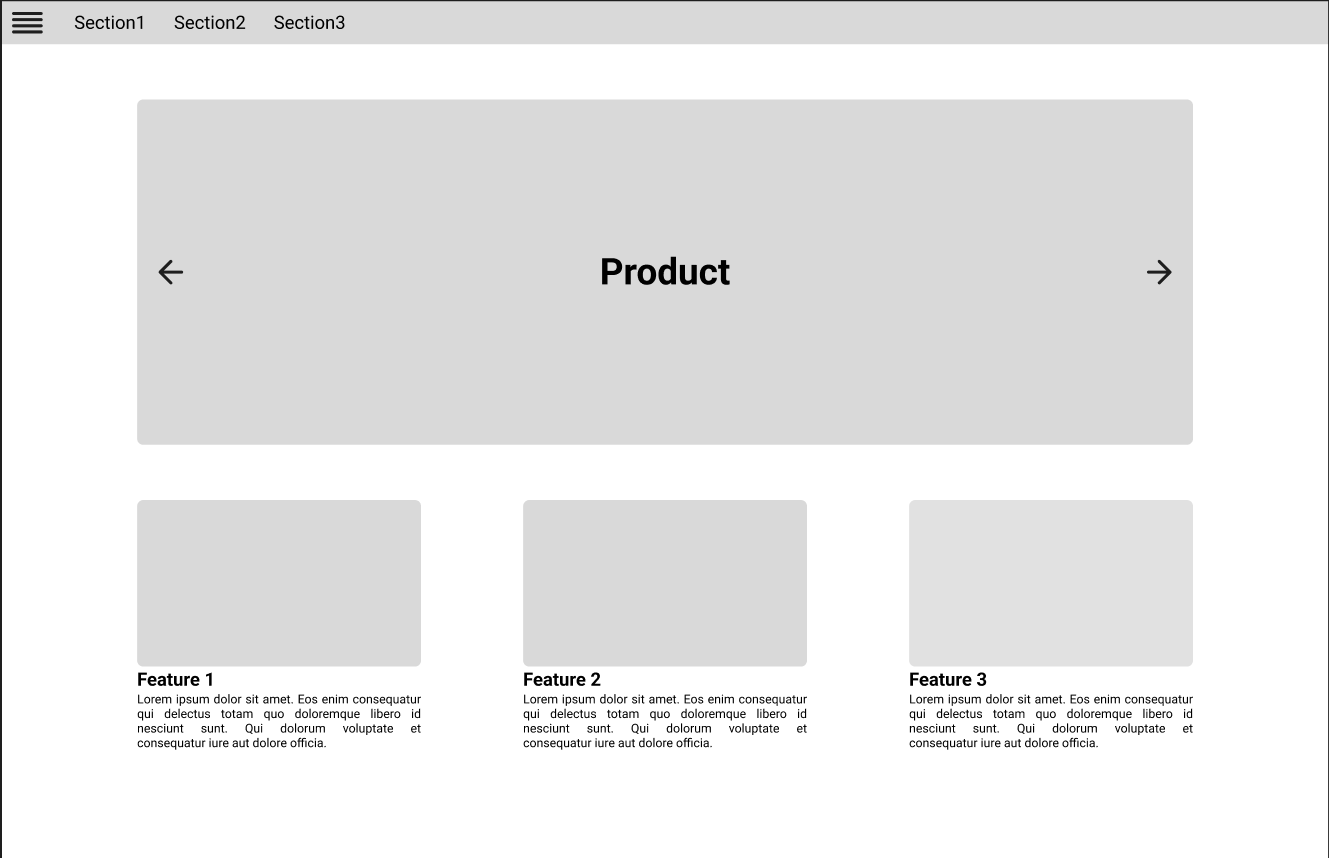 Section1 Section2 Section3
Product
Feature 1
Lorem ipsum dolor sit amet. Eos enim consequatur
qui delectus totam quo doloremque libero id
nesciunt sunt. Qui dolorum voluptate et
consequatur iure aut dolore officia.
Feature 2
Lorem ipsum dolor sit amet. Eos enim consequatur
qui delectus totam quo doloremque libero id
nesciunt sunt. Qui dolorum voluptate et
consequatur iure aut dolore officia.
Feature 3
Lorem ipsum dolor sit amet. Eos enim consequatur
qui delectus totam quo doloremque libero id
nesciunt sunt. Qui dolorum voluptate et
consequatur iure aut dolore officia.